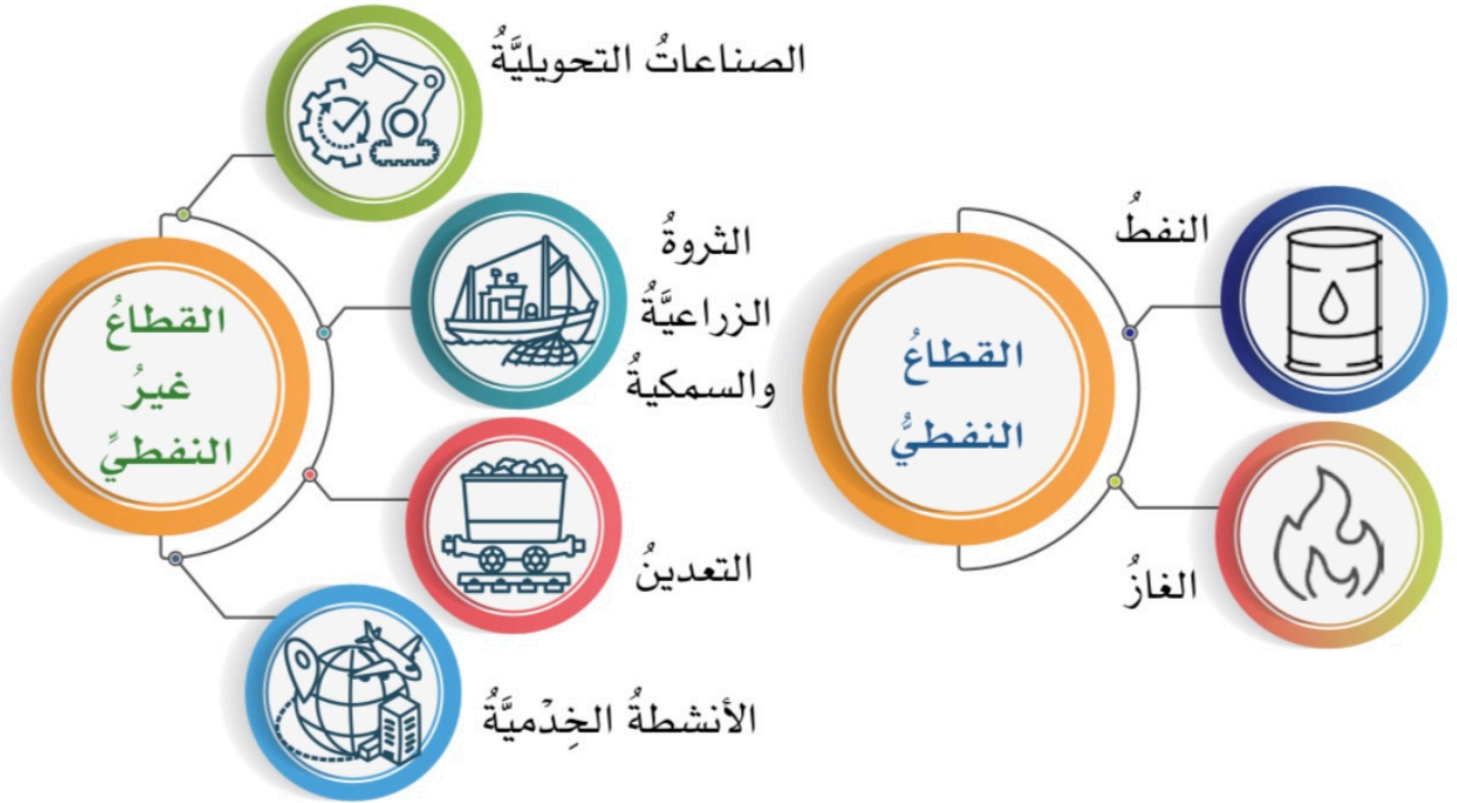 القطاعُ
النفطيُّ
النفطُ
الغازُ
القطاعُ
غيرُ
النفطيِّ
الصناعاتُ التحويليَّةُ
الثروةُ
الزراعيَّةُ
والسمكيةُ
التعدينُ
الأنشطةُ الخِدْميَّةُ